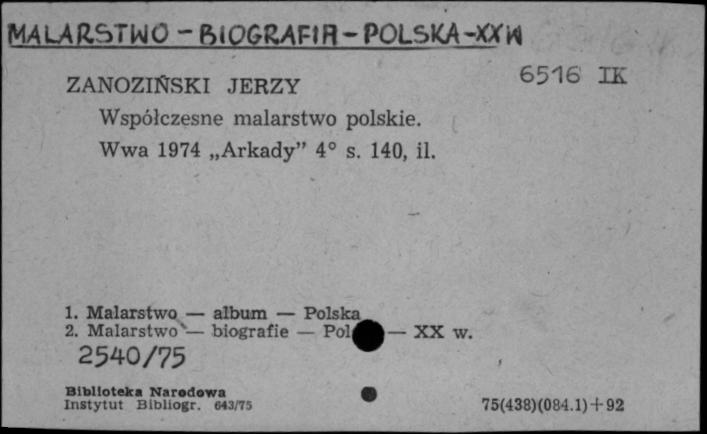 MALARSTWO - BIOGRAFIA - POLSKA - XX W
6516 IK
ZANOZIŃSKI JERZY
Współczesne malarstwo polskie.
Wwa 1974 „Arkady” 4° s. 140, il.
1. Malarstwo — album — Polska
2. Malarstwo — biografie — Pol — XX w.
2540/75
Biblioteka Narodowa
Instytut Bibliogr. 643/75
75(438)(084.1)+92